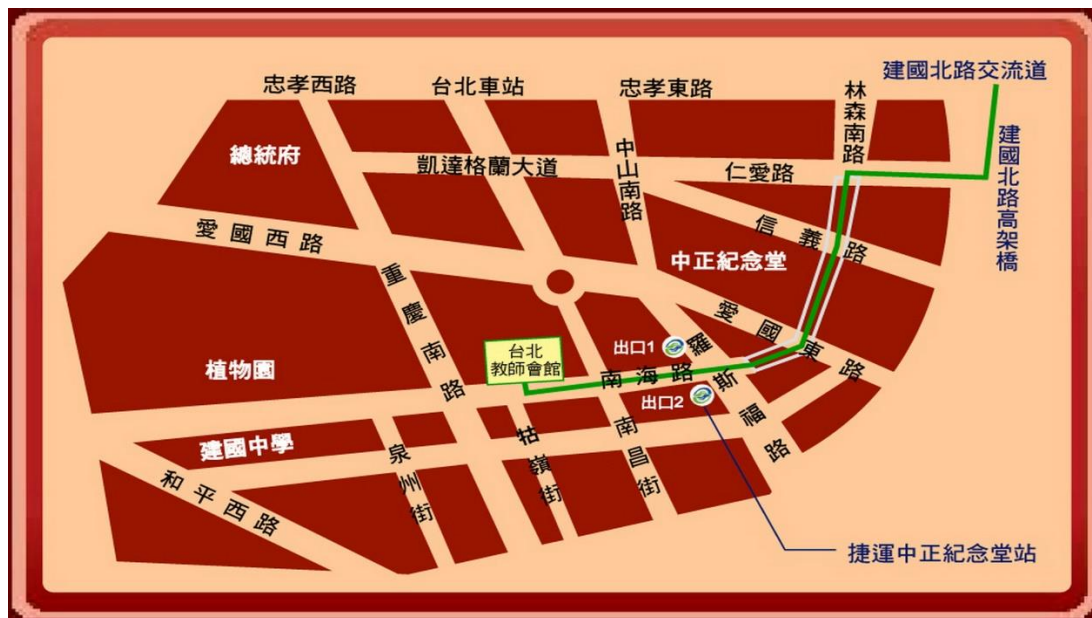 忠孝西路
台北車站
忠孝東路
林森南路
建國北路交流道
建國北路高架橋
總統府
凱達格蘭大道
中山南路
仁愛路
信義路
愛國西路
中正紀念堂
重慶南路
愛國東路
台北
教師會館
出口1
羅斯福路
植物園
南海路
出口2
建國中學
泉州街
牯嶺街
南昌街
和平西路
捷運中正紀念堂站